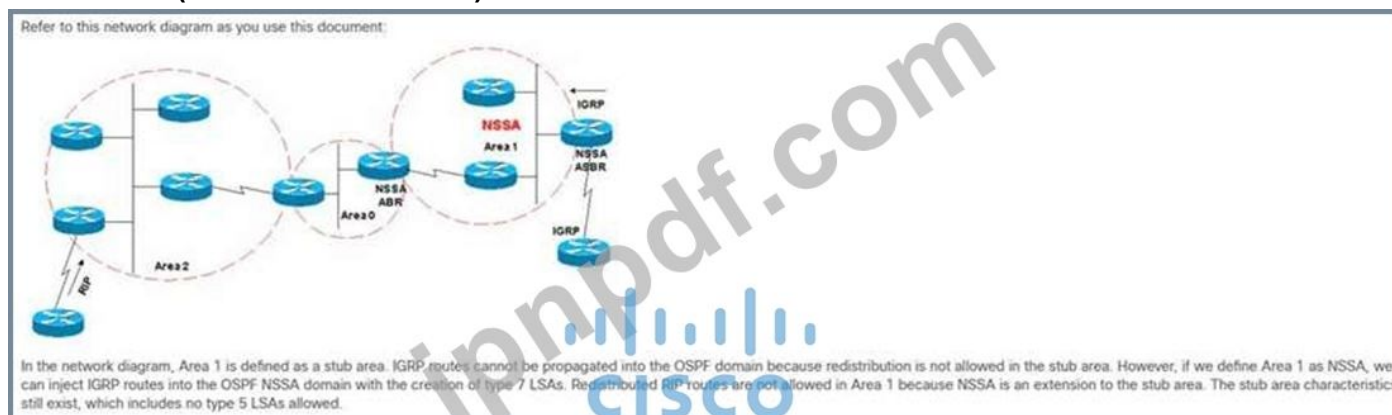 Refer to this network diagram as you use this document:
IGRP
NSSA
Area 1
NSSA
ASBR
NSSA
ABR
Area 0
IGRP
Area 2
RIP
jpnpdf.com
CISCO
In the network diagram, Area 1 is defined as a stub area. IGRP routes cannot be propagated into the OSPF domain because redistribution is not allowed in the stub area. However, if we define Area 1 as NSSA, we
can inject IGRP routes into the OSPF NSSA domain with the creation of type 7 LSAs. Redistributed RIP routes are not allowed in Area 1 because NSSA is an extension to the stub area. The stub area characteristics
still exist, which includes no type 5 LSAs allowed.